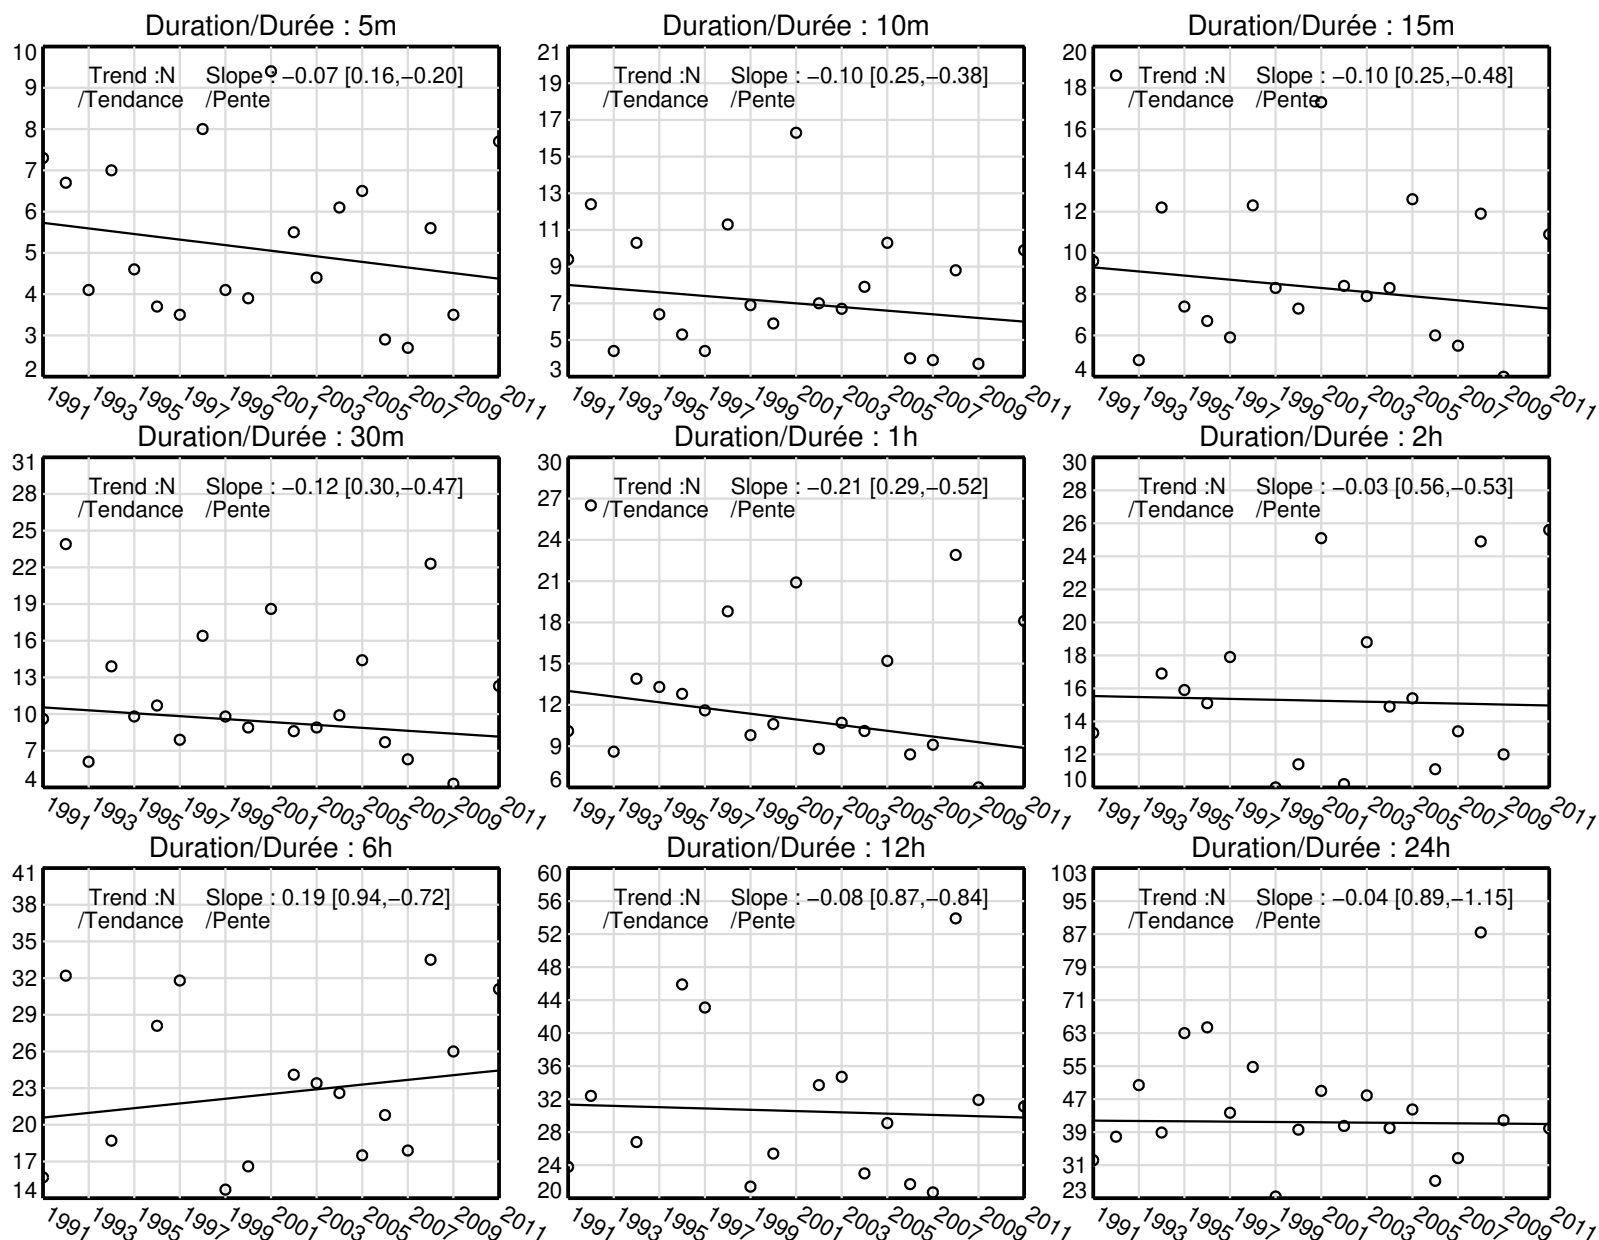 Duration/Durée : 5m
10
9
8
7
6
5
4
3
2
Trend :N Slope : −0.07 [0.16,−0.20]
/Tendance /Pente
1991 1993 1995 1997 1999 2001 2003 2005 2007 2009 2011
Duration/Durée : 10m
21
19
17
15
13
11
9
7
5
3
Trend :N Slope : −0.10 [0.25,−0.38]
/Tendance /Pente
1991 1993 1995 1997 1999 2001 2003 2005 2007 2009 2011
Duration/Durée : 15m
20
18
16
14
12
10
8
6
4
Trend :N Slope : −0.10 [0.25,−0.48]
/Tendance /Pente
1991 1993 1995 1997 1999 2001 2003 2005 2007 2009 2011
Duration/Durée : 30m
31
28
25
22
19
16
13
10
7
4
Trend :N Slope : −0.12 [0.30,−0.47]
/Tendance /Pente
1991 1993 1995 1997 1999 2001 2003 2005 2007 2009 2011
Duration/Durée : 1h
30
27
24
21
18
15
12
9
6
Trend :N Slope : −0.21 [0.29,−0.52]
/Tendance /Pente
1991 1993 1995 1997 1999 2001 2003 2005 2007 2009 2011
Duration/Durée : 2h
30
28
26
24
22
20
18
16
14
12
10
Trend :N Slope : −0.03 [0.56,−0.53]
/Tendance /Pente
1991 1993 1995 1997 1999 2001 2003 2005 2007 2009 2011
Duration/Durée : 6h
41
38
35
32
29
26
23
20
17
14
Trend :N Slope : 0.19 [0.94,−0.72]
/Tendance /Pente
1991 1993 1995 1997 1999 2001 2003 2005 2007 2009 2011
Duration/Durée : 12h
60
56
52
48
44
40
36
32
28
24
20
Trend :N Slope : −0.08 [0.87,−0.84]
/Tendance /Pente
1991 1993 1995 1997 1999 2001 2003 2005 2007 2009 2011
Duration/Durée : 24h
103
95
87
79
71
63
55
47
39
31
23
Trend :N Slope : −0.04 [0.89,−1.15]
/Tendance /Pente
1991 1993 1995 1997 1999 2001 2003 2005 2007 2009 2011